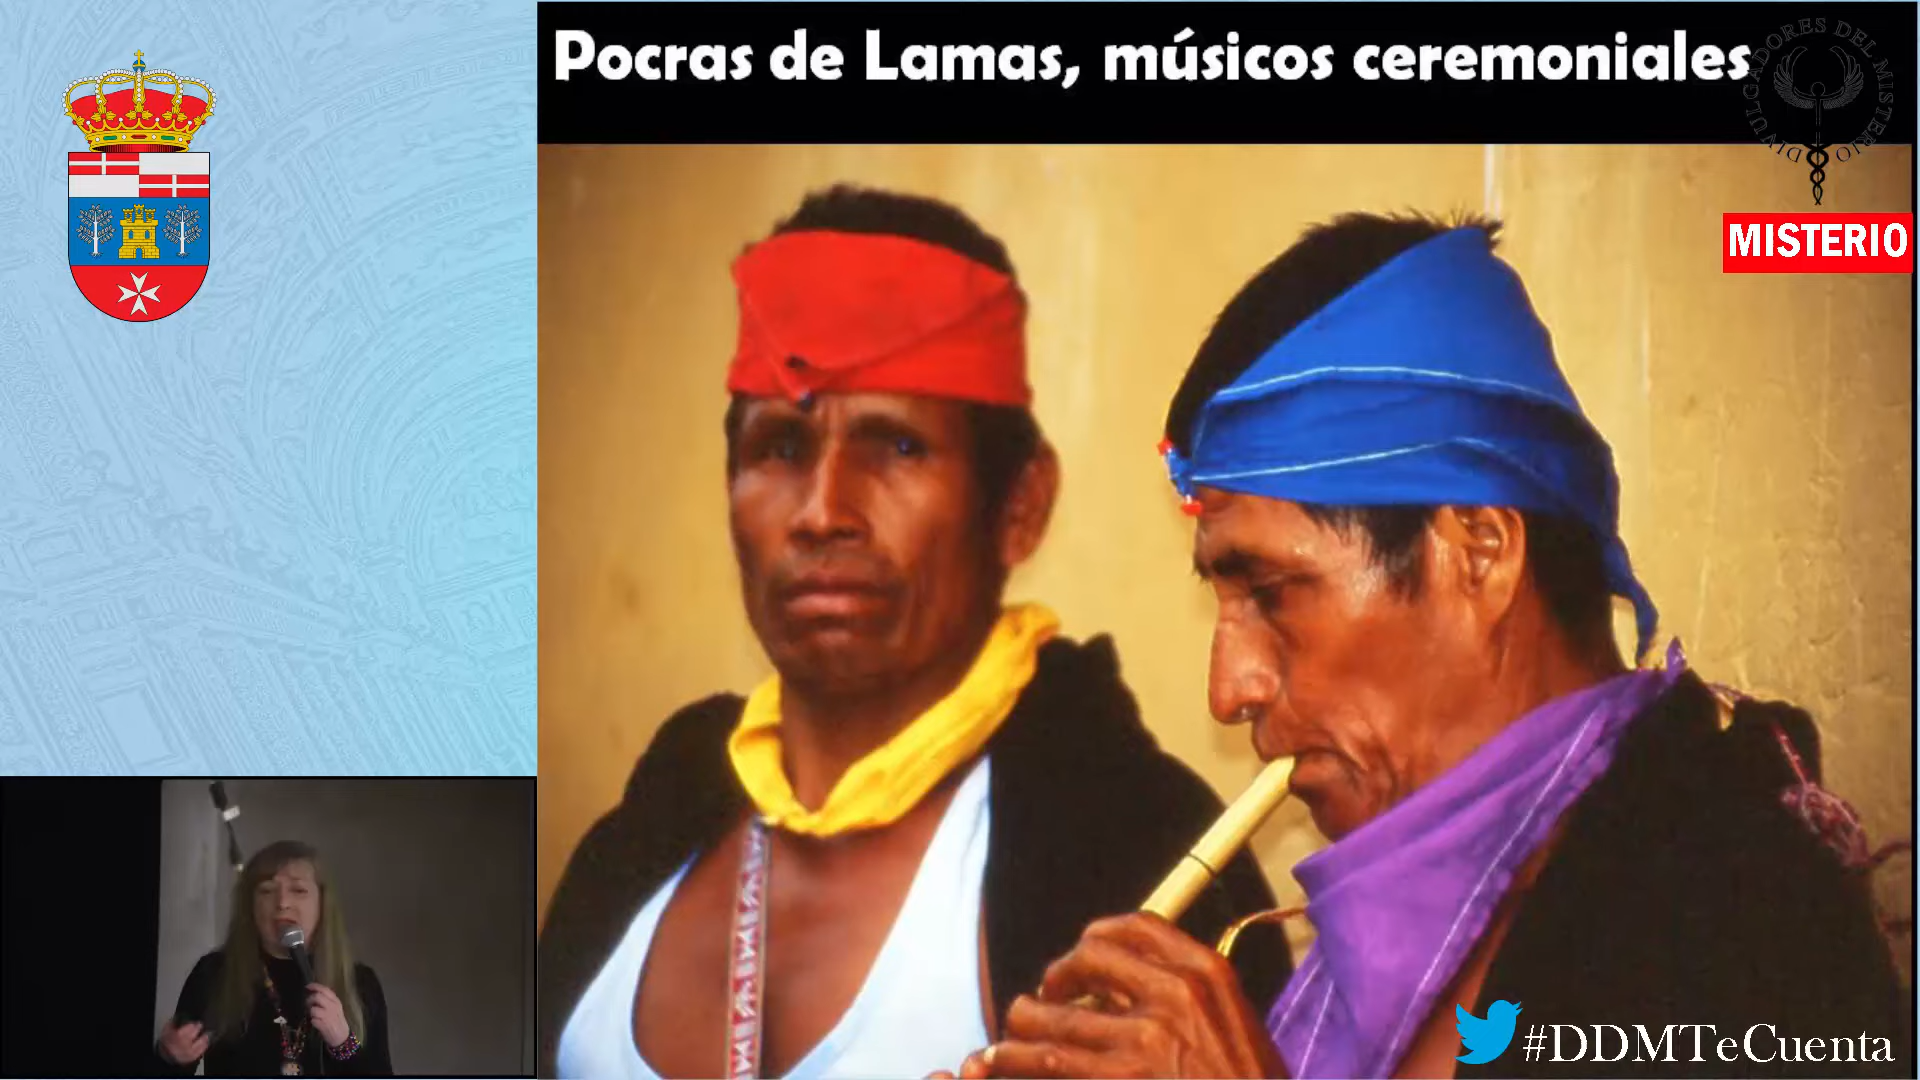 Pocras de Lamas, músicos ceremoniales
DIVULGADORES DEL MISTERIO
MISTERIO
#DDMTeCuenta